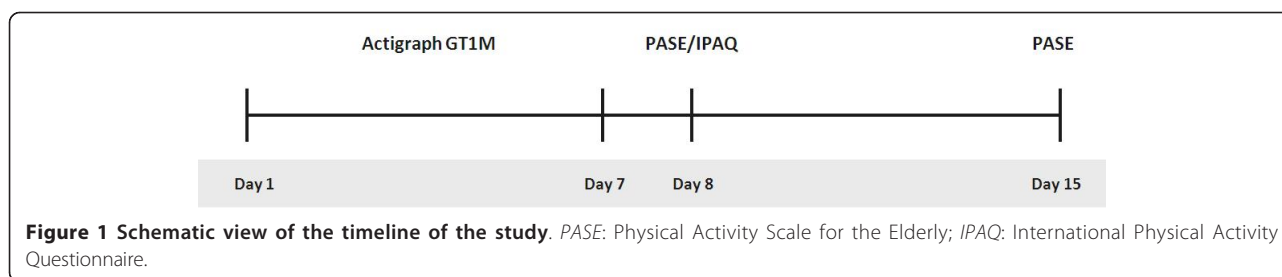 Actigraph GT1M PASE/IPAQ PASE
Day 1 Day 7 Day 8 Day 15
Figure 1 Schematic view of the timeline of the study. PASE: Physical Activity Scale for the Elderly; IPAQ: International Physical Activity
Questionnaire.